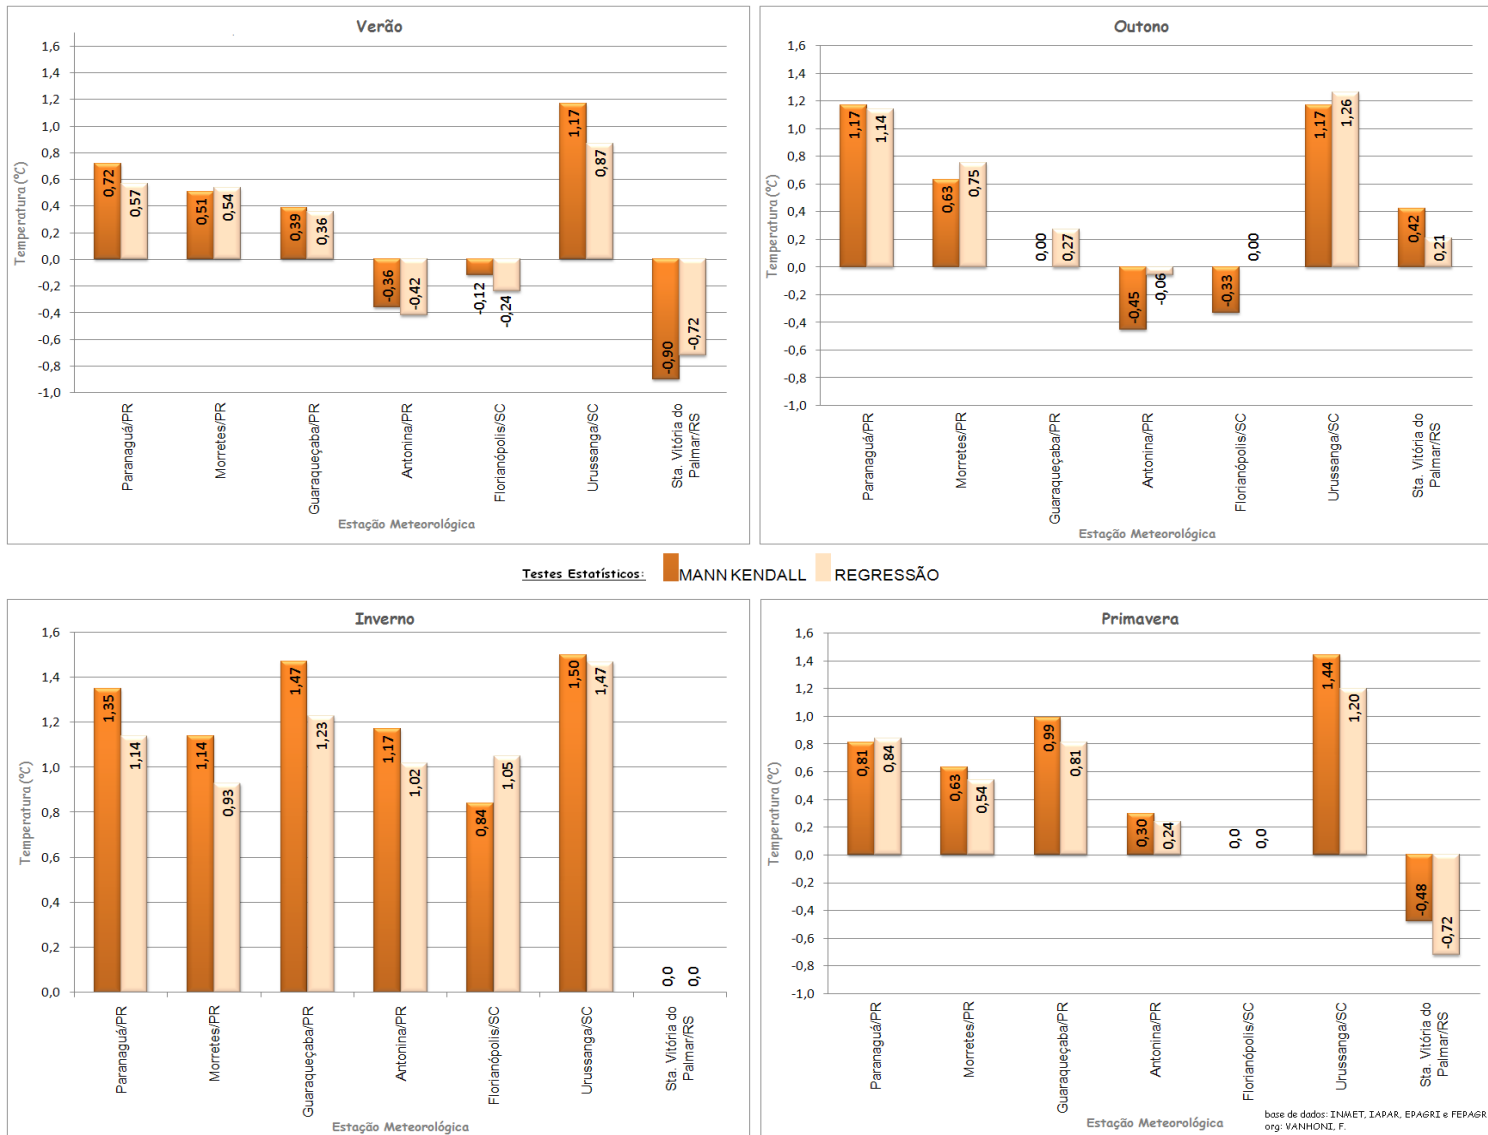 Verão
1,6
1,4
1,2
1,0
0,8
0,6
0,4
0,2
0,0
-0,2
-0,4
-0,6
-0,8
-1,0
Temperatura (ºC)
0,72
0,57
0,51
0,54
0,39
0,36
-0,36
-0,42
-0,12
-0,24
1,17
0,87
-0,90
-0,72
Paranaguá/PR
Morretes/PR
Guaraqueçaba/PR
Antonina/PR
Florianópolis/SC
Urussanga/SC
Sta. Vitória do
Palmar/RS
Estação Meteorológica
Outono
1,6
1,4
1,2
1,0
0,8
0,6
0,4
0,2
0,0
-0,2
-0,4
-0,6
-0,8
-1,0
Temperatura (ºC)
1,17
1,14
0,63
0,75
0,00
0,27
-0,45
-0,06
-0,33
0,00
1,17
1,26
0,42
0,21
Paranaguá/PR
Morretes/PR
Guaraqueçaba/PR
Antonina/PR
Florianópolis/SC
Urussanga/SC
Sta. Vitória do
Palmar/RS
Estação Meteorológica
Testes Estatísticos: MANN KENDALL REGRESSÃO
Inverno
1,6
1,4
1,2
1,0
0,8
0,6
0,4
0,2
0,0
Temperatura (ºC)
1,35
1,14
1,14
0,93
1,47
1,23
1,17
1,02
0,84
1,05
1,50
1,47
0,0
0,0
Paranaguá/PR
Morretes/PR
Guaraqueçaba/PR
Antonina/PR
Florianópolis/SC
Urussanga/SC
Sta. Vitória do
Palmar/RS
Estação Meteorológica
Primavera
1,6
1,4
1,2
1,0
0,8
0,6
0,4
0,2
0,0
-0,2
-0,4
-0,6
-0,8
-1,0
Temperatura (ºC)
0,81
0,84
0,63
0,54
0,99
0,81
0,30
0,24
0,0
0,0
1,44
1,20
-0,48
-0,72
Paranaguá/PR
Morretes/PR
Guaraqueçaba/PR
Antonina/PR
Florianópolis/SC
Urussanga/SC
Sta. Vitória do
Palmar/RS
Estação Meteorológica
base de dados: INMET, IAPAR, EPAGRI e FEPAGR
org: VANHONI, F.